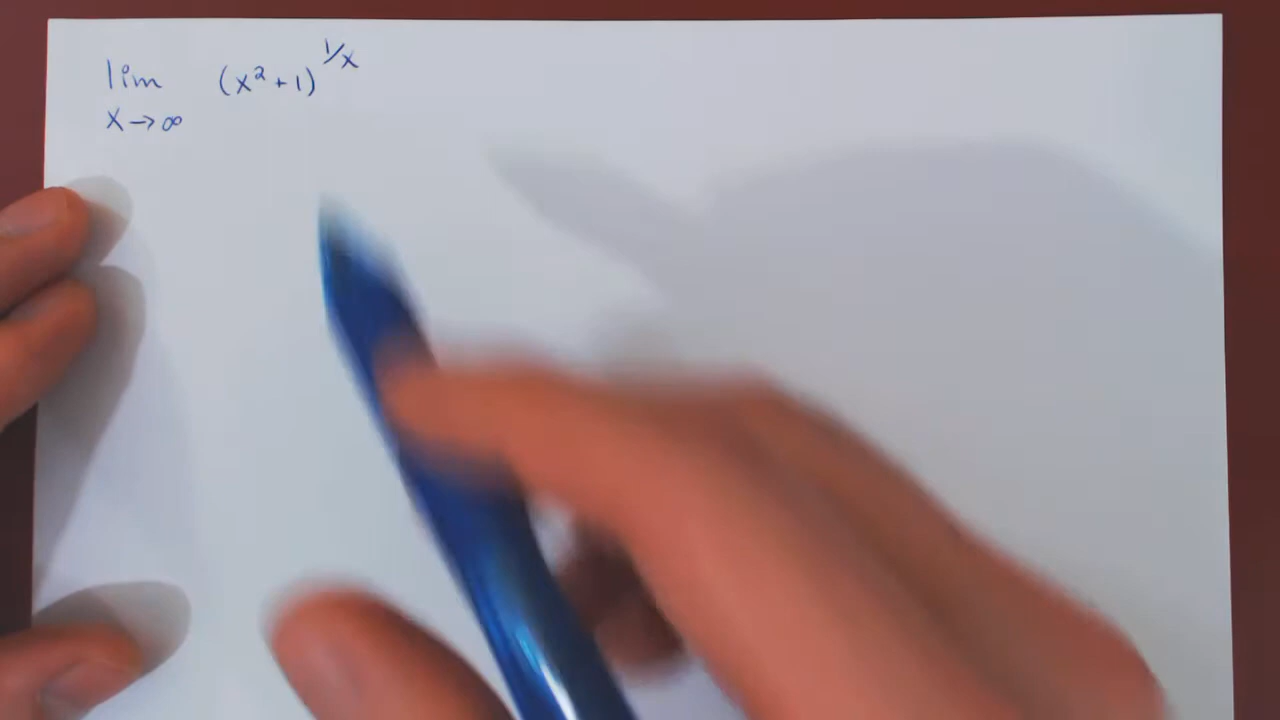 lim (x²+1)^1/x
x→∞